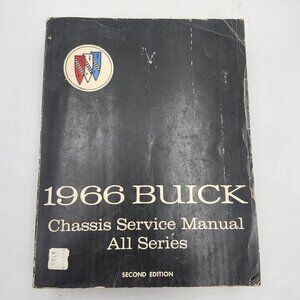 1966 BUICK
Chassis Service Manual
All Series
SECOND EDITION